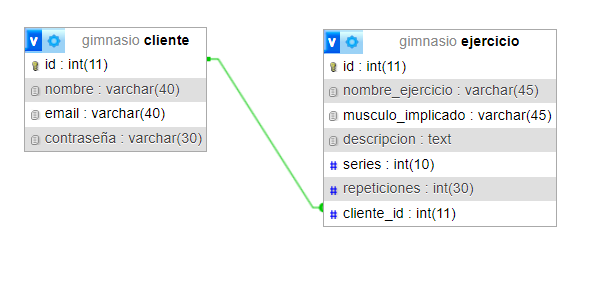 v gimnasio cliente
id : int(11)
nombre : varchar(40)
email : varchar(40)
contraseña : varchar(30)
v gimnasio ejercicio
id : int(11)
nombre_ejercicio : varchar(45)
musculo_implicado : varchar(45)
descripcion : text
# series : int(10)
# repeticiones : int(30)
# cliente_id : int(11)